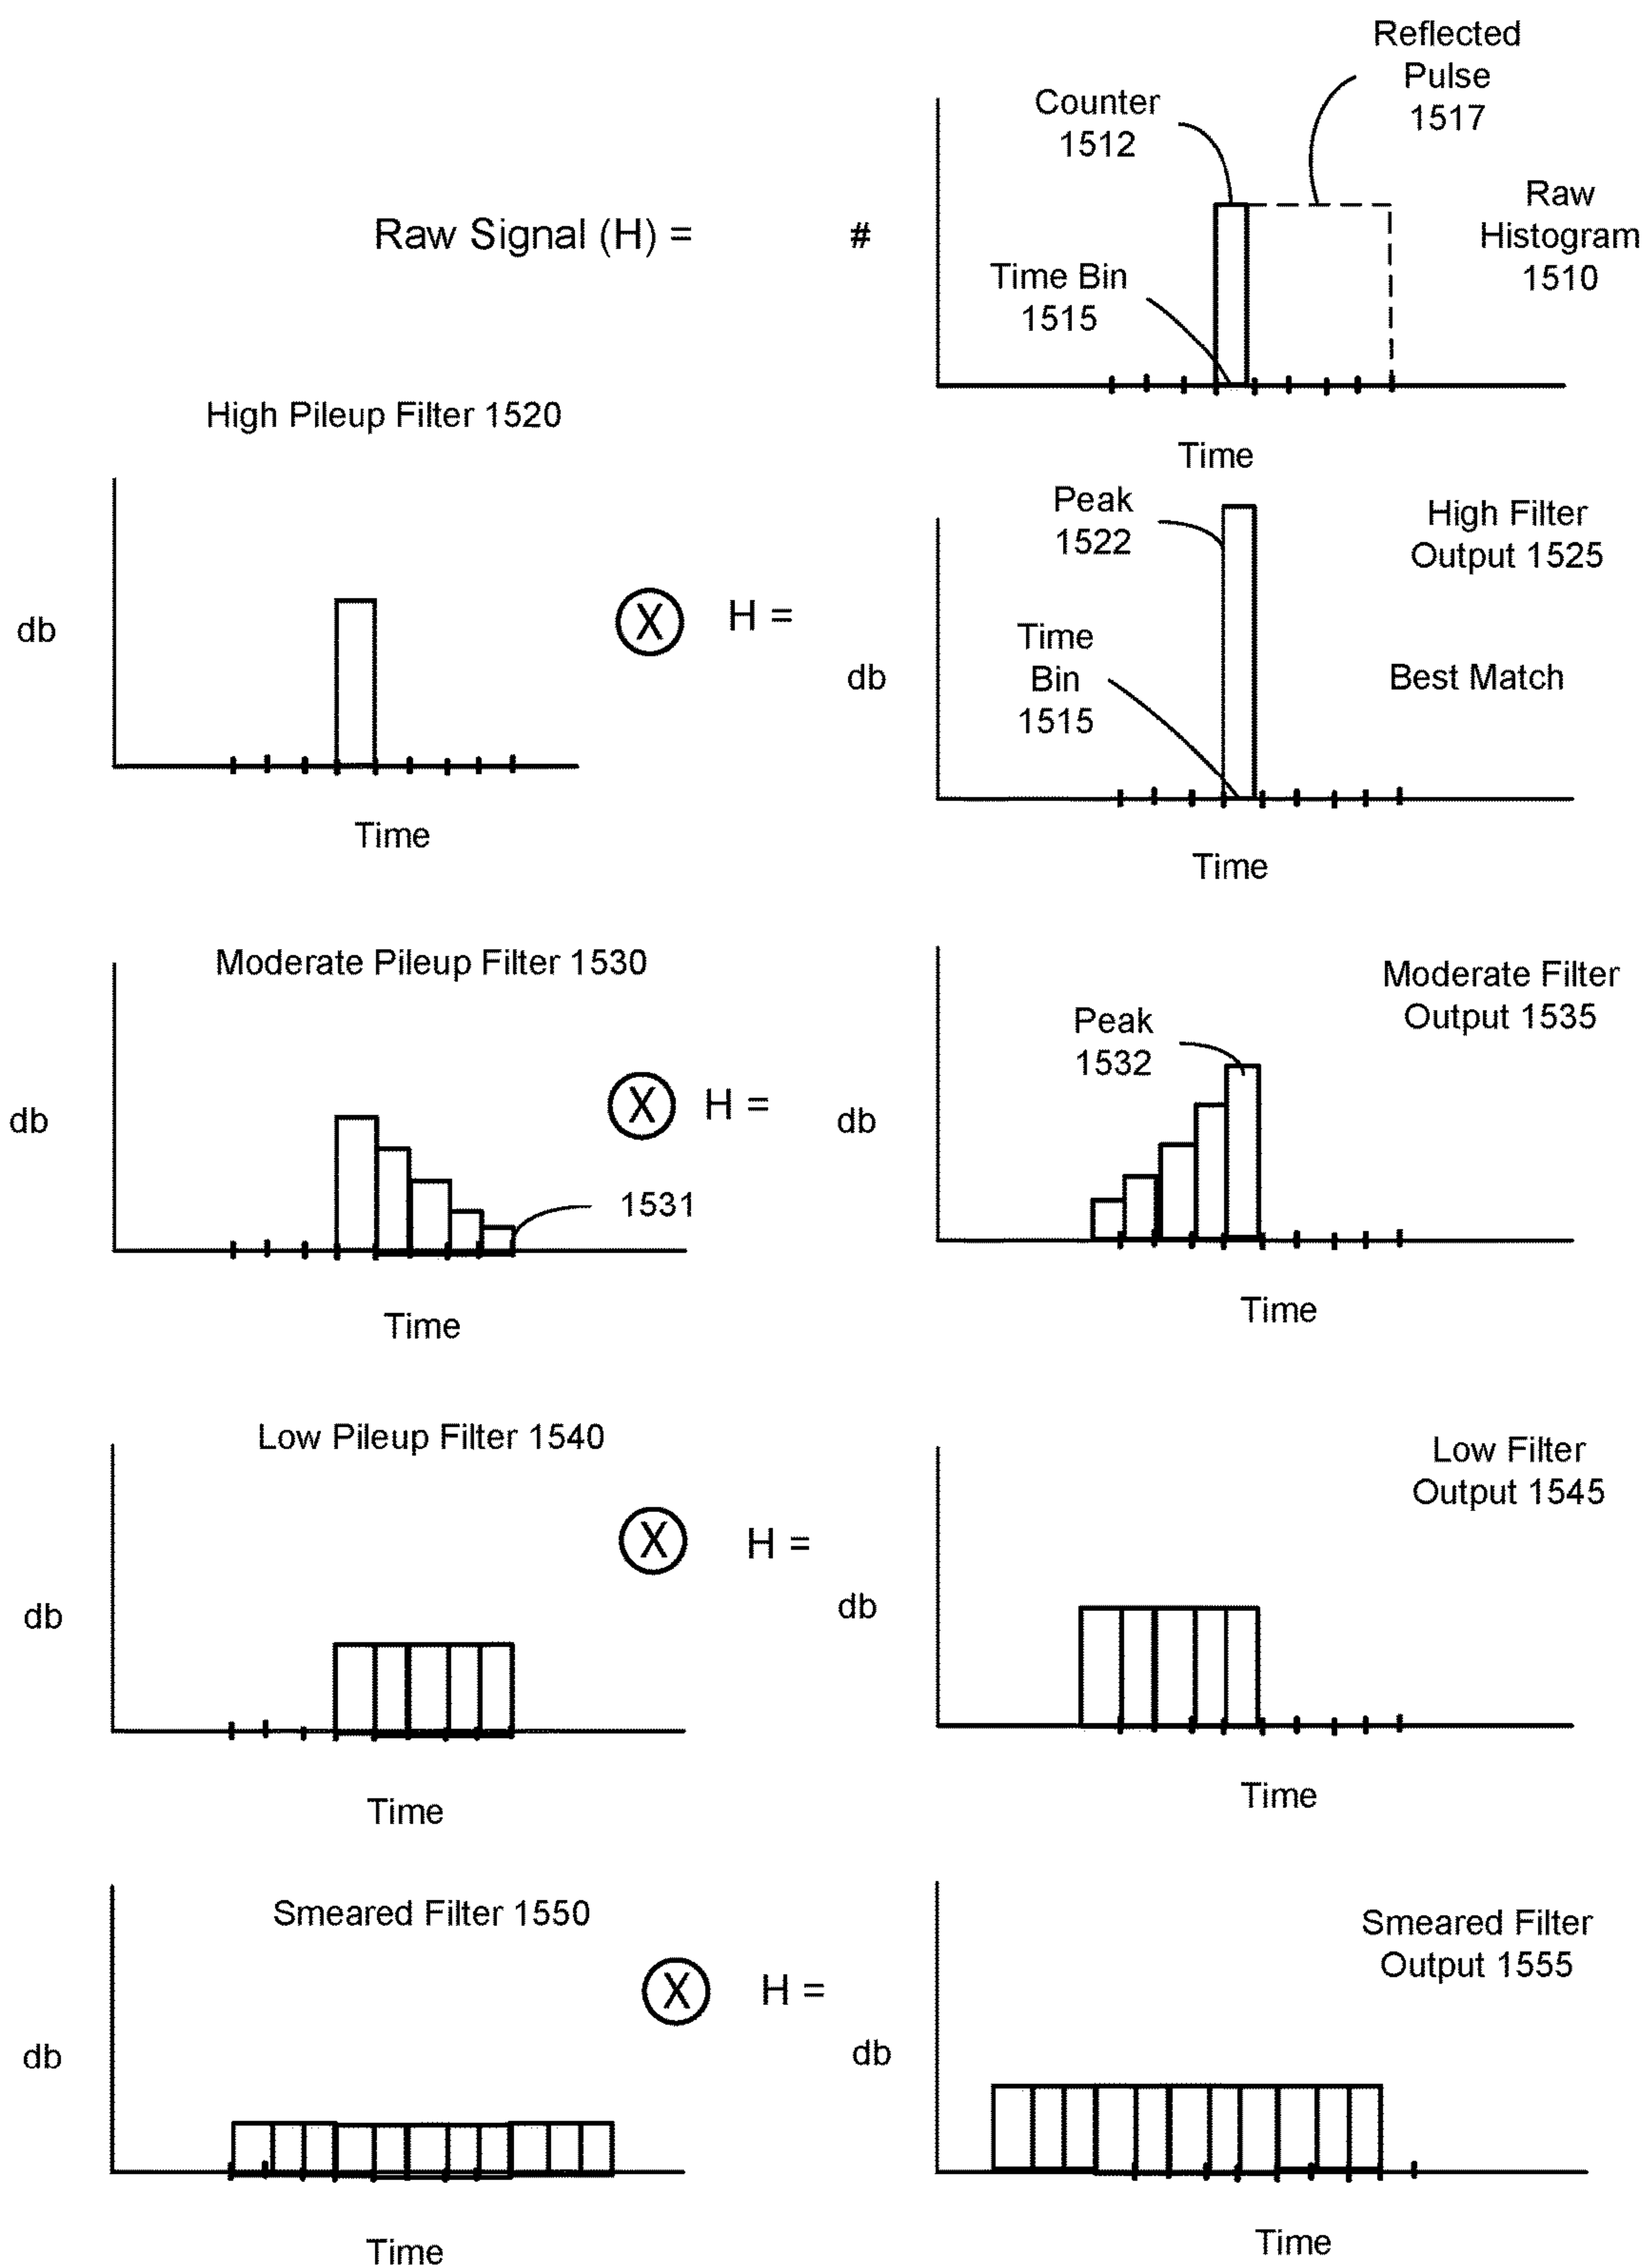 Reflected
Pulse
1517
Counter
1512
Raw Signal (H) =
#
Raw
Histogram
1510
Time Bin
1515
Time
High Pileup Filter 1520
db
Time
X H =
Peak
1522
High Filter
Output 1525
Time
Bin
1515
db
Best Match
Time
Moderate Pileup Filter 1530
db
1531
Time
X H =
Moderate Filter
Output 1535
Peak
1532
db
Time
Low Pileup Filter 1540
db
Time
X H =
Low Filter
Output 1545
db
Time
Smeared Filter 1550
db
Time
X H =
Smeared Filter
Output 1555
db
Time